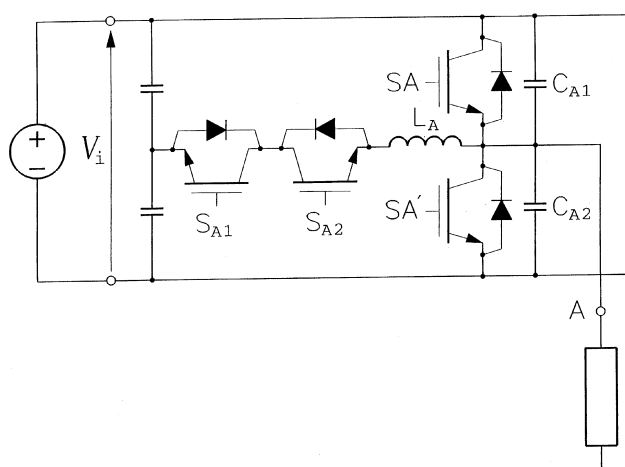 SA
C_A1
L_A
+
V_i
−
S_A1
S_A2
SA′
C_A2
A